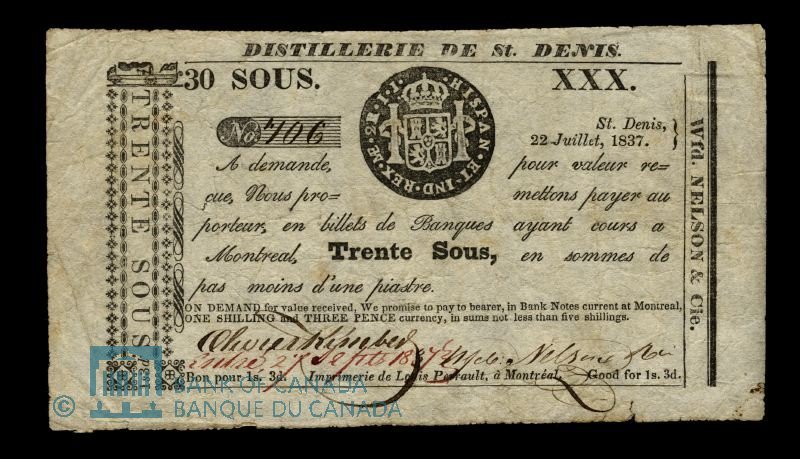 DISTILLERIE DE St. DENIS.
30 SOUS.
XXX.
TRENTE SOUS
No 706
HISPAN·ET IND·REX·Me·2R·I·I·
St. Denis,
22 Juillet, 1837.
Wfd. NELSON & Cie.
A demande, pour valeur re-
çue, Nous pro- mettons payer au
porteur, en billets de Banques ayant cours a
Montreal, Trente Sous, en sommes de
pas moins d'une piastre.
ON DEMAND for value received, We promise to pay to bearer, in Bank Notes current at Montreal,
ONE SHILLING and THREE PENCE currency, in sums not less than five shillings.
27 1837 Nelson
Bon pour 1s. 3d. Imprimerie de Louis Perrault, à Montréal. Good for 1s. 3d.
© BANK OF CANADA
BANQUE DU CANADA